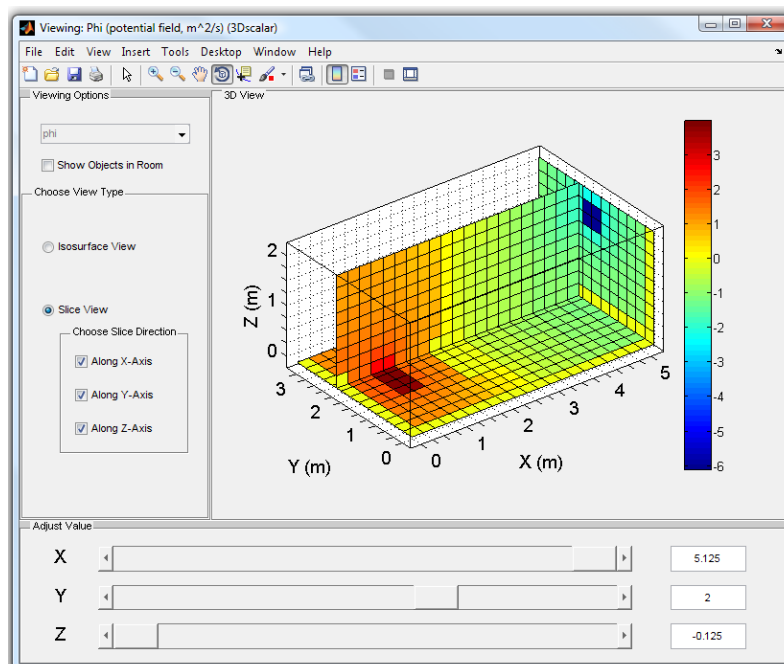 Viewing: Phi (potential field, m^2/s) (3Dscalar)
File Edit View Insert Tools Desktop Window Help
Viewing Options
phi
Show Objects in Room
Choose View Type
Isosurface View
Slice View
Choose Slice Direction
Along X-Axis
Along Y-Axis
Along Z-Axis
3D View
2
1
0
Z (m)
3
2
1
0
Y (m)
0
1
2
3
4
5
X (m)
3
2
1
0
-1
-2
-3
-4
-5
-6
Adjust Value
X 5.125
Y 2
Z -0.125